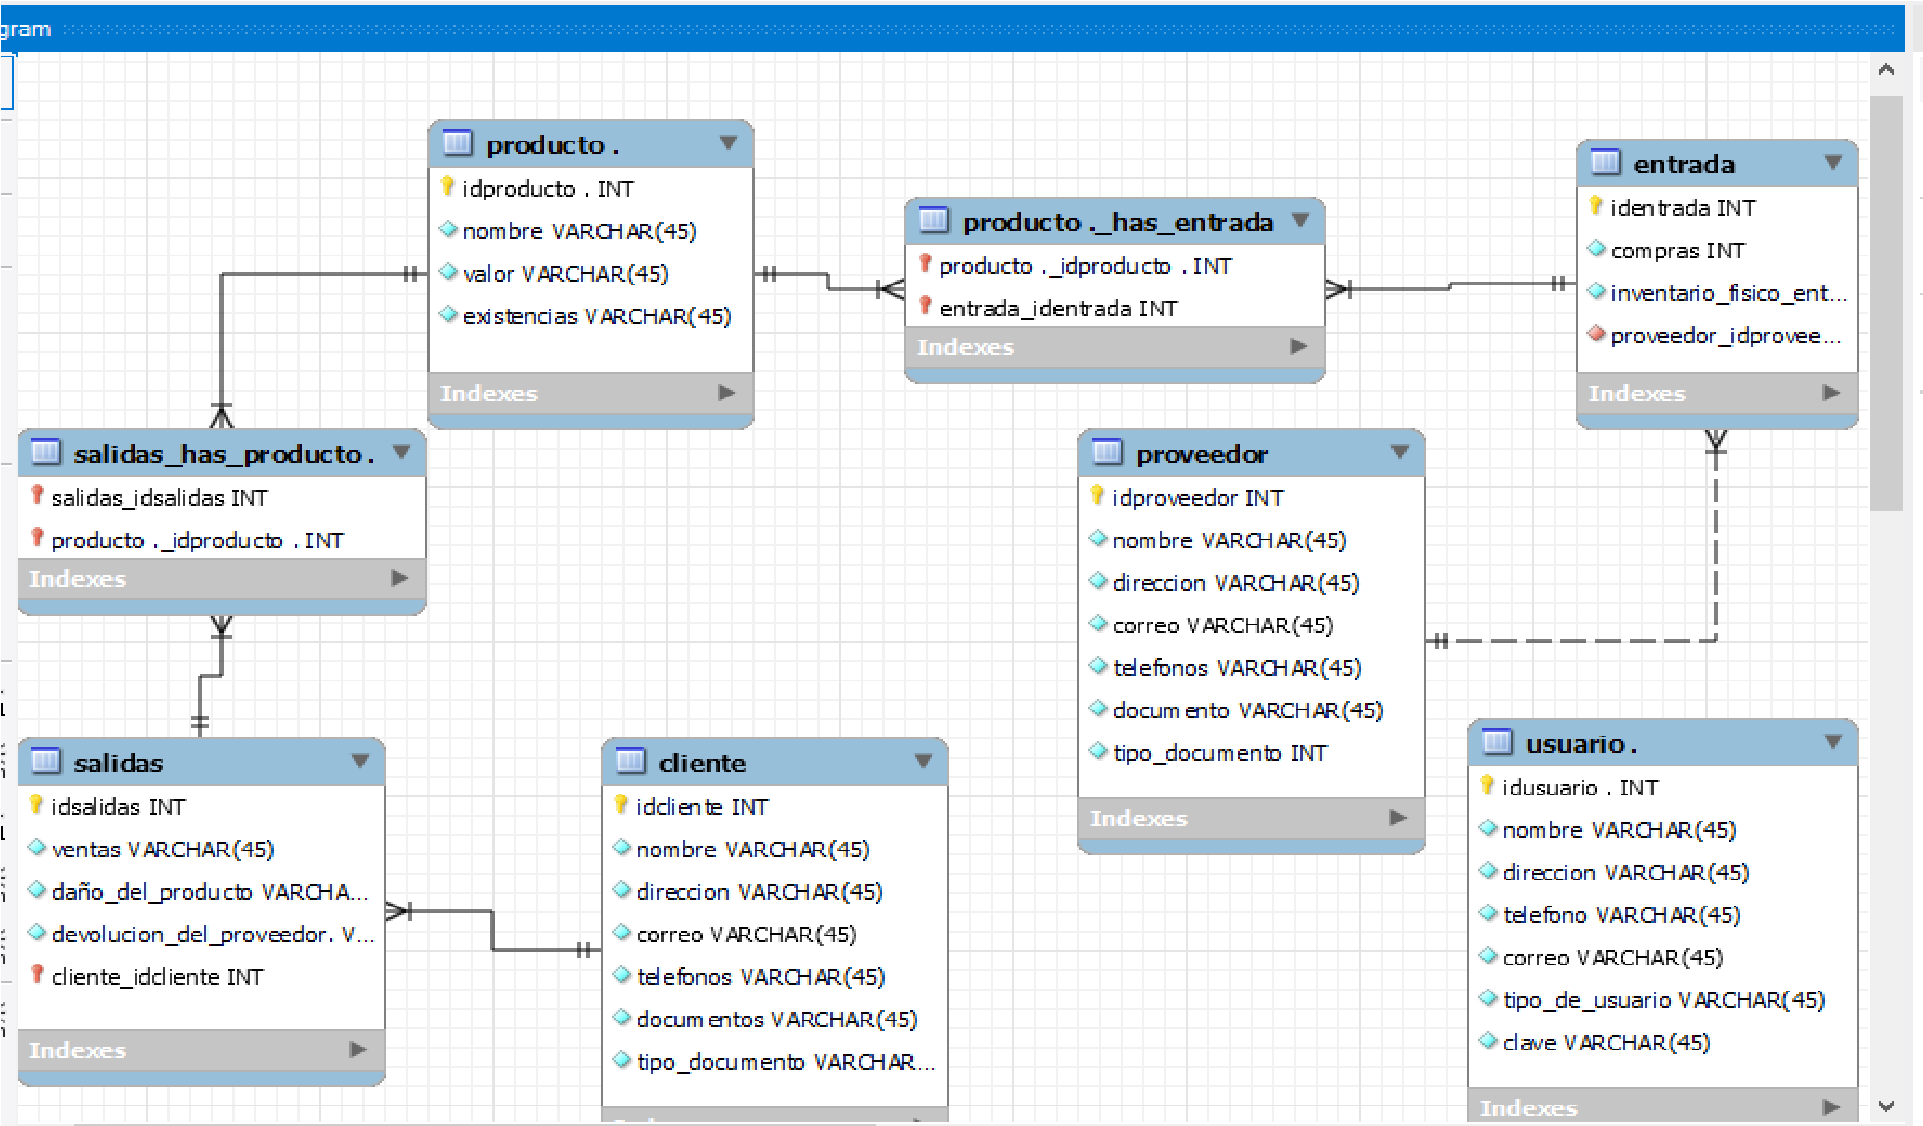 gram
producto .
idproducto . INT
nombre VARCHAR(45)
valor VARCHAR(45)
existencias VARCHAR(45)
Indexes
producto ._has_entrada
producto ._idproducto . INT
entrada_identrada INT
Indexes
entrada
identrada INT
compras INT
inventario_fisico_ent...
proveedor_idprovee...
Indexes
salidas_has_producto .
salidas_idsalidas INT
producto ._idproducto . INT
Indexes
proveedor
idproveedor INT
nombre VARCHAR(45)
direccion VARCHAR(45)
correo VARCHAR(45)
telefonos VARCHAR(45)
documento VARCHAR(45)
tipo_documento INT
Indexes
salidas
idsalidas INT
ventas VARCHAR(45)
daño_del_producto VARCHA...
devolucion_del_proveedor. V...
cliente_idcliente INT
Indexes
cliente
idcliente INT
nombre VARCHAR(45)
direccion VARCHAR(45)
correo VARCHAR(45)
telefonos VARCHAR(45)
documentos VARCHAR(45)
tipo_documento VARCHAR...
usuario .
idusuario . INT
nombre VARCHAR(45)
direccion VARCHAR(45)
telefono VARCHAR(45)
correo VARCHAR(45)
tipo_de_usuario VARCHAR(45)
clave VARCHAR(45)
Indexes